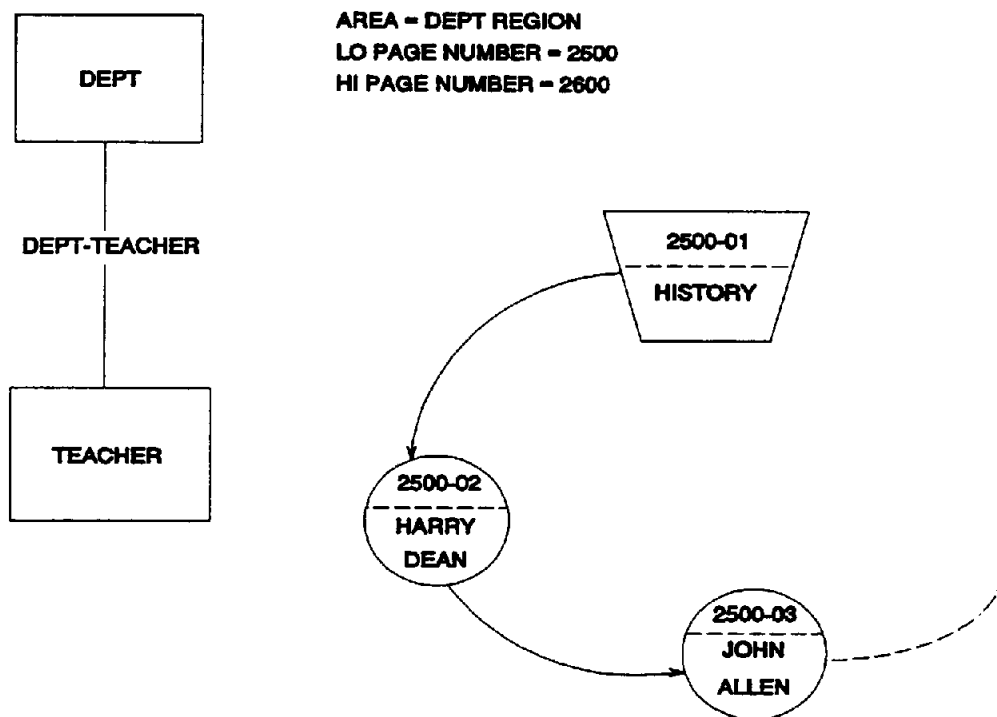 DEPT
DEPT-TEACHER
TEACHER
AREA = DEPT REGION
LO PAGE NUMBER = 2500
HI PAGE NUMBER = 2600
2500-01
HISTORY
2500-02
HARRY
DEAN
2500-03
JOHN
ALLEN